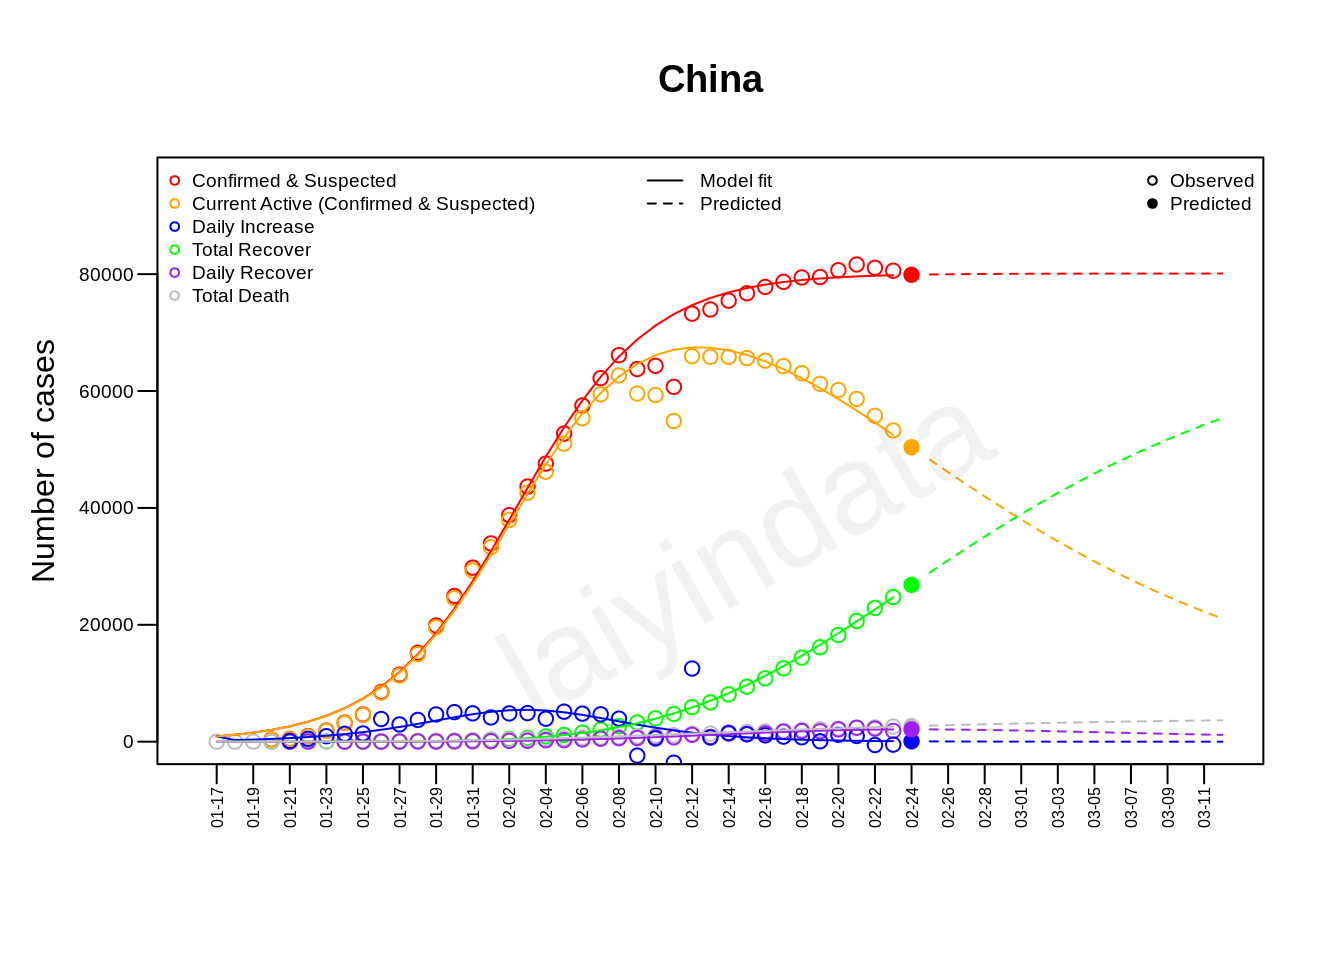 China
Confirmed & Suspected
Current Active (Confirmed & Suspected)
Daily Increase
Total Recover
Daily Recover
Total Death
Model fit
Predicted
Observed
Predicted
Number of cases
80000
60000
40000
20000
0
laiyindata
01-17
01-19
01-21
01-23
01-25
01-27
01-29
01-31
02-02
02-04
02-06
02-08
02-10
02-12
02-14
02-16
02-18
02-20
02-22
02-24
02-26
02-28
03-01
03-03
03-05
03-07
03-09
03-11